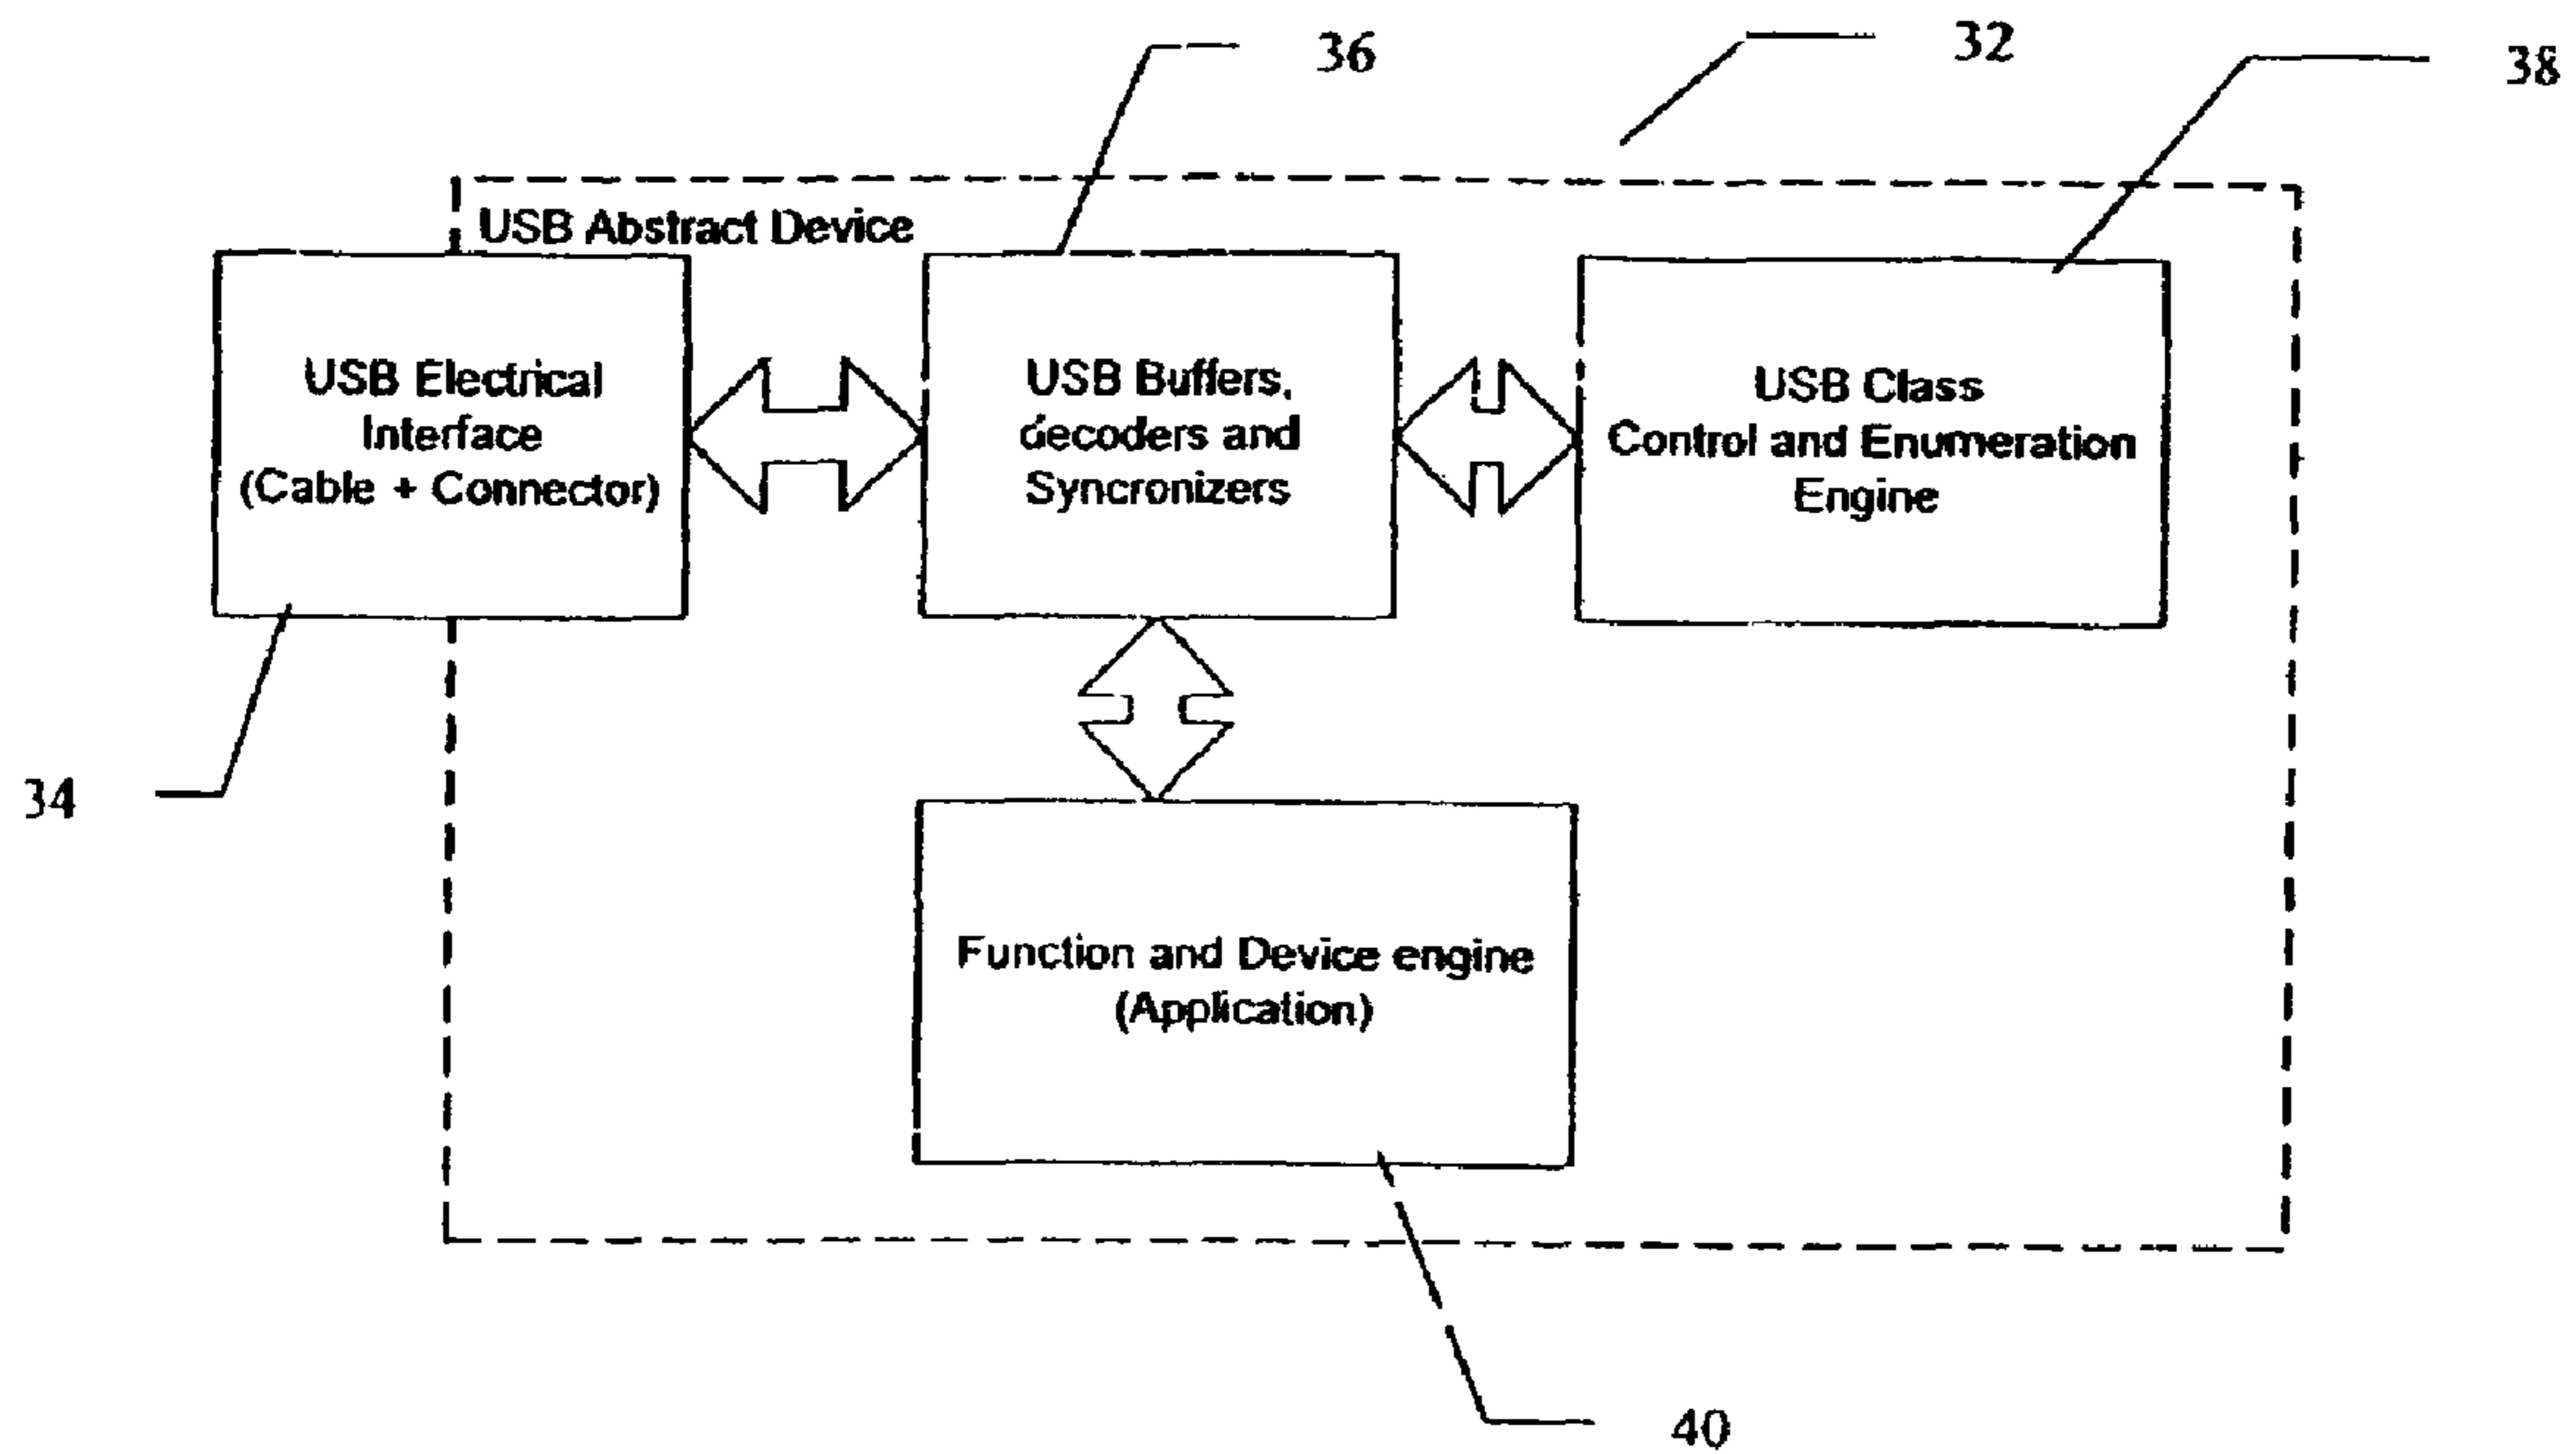 36
32
38
USB Abstract Device
USB Electrical
Interface
(Cable + Connector)
USB Buffers,
decoders and
Syncronizers
USB Class
Control and Enumeration
Engine
34
Function and Device engine
(Application)
40